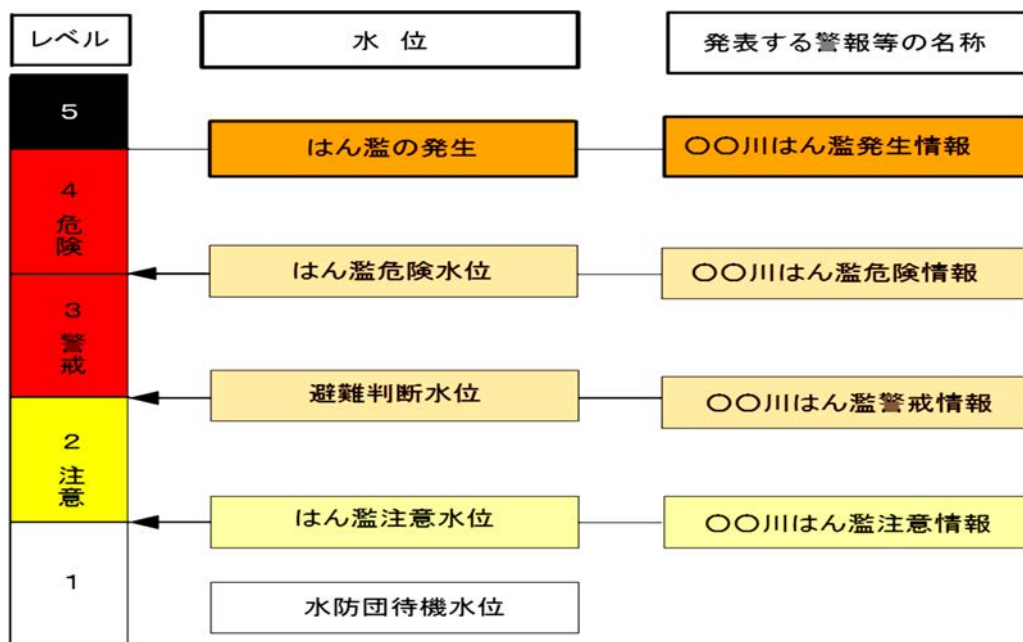 レベル
水 位
発表する警報等の名称
5
はん濫の発生
〇〇川はん濫発生情報
4
危険
はん濫危険水位
〇〇川はん濫危険情報
3
警戒
避難判断水位
〇〇川はん濫警戒情報
2
注意
はん濫注意水位
〇〇川はん濫注意情報
1
水防団待機水位